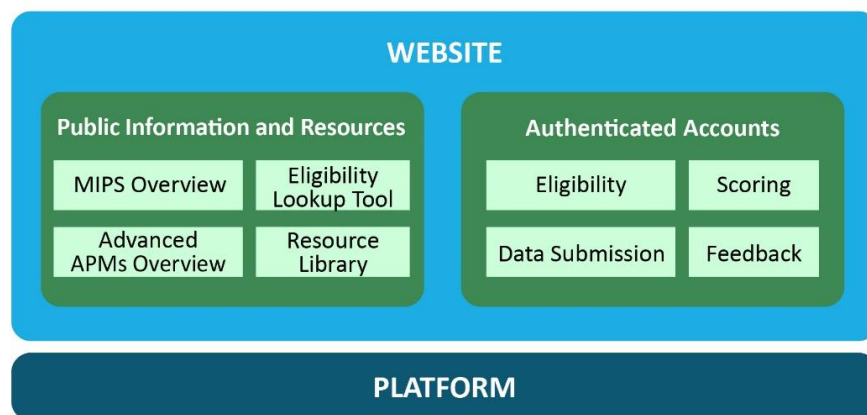 WEBSITE
Public Information and Resources
MIPS Overview
Eligibility
Lookup Tool
Advanced
APMs Overview
Resource
Library
Authenticated Accounts
Eligibility
Scoring
Data Submission
Feedback
PLATFORM